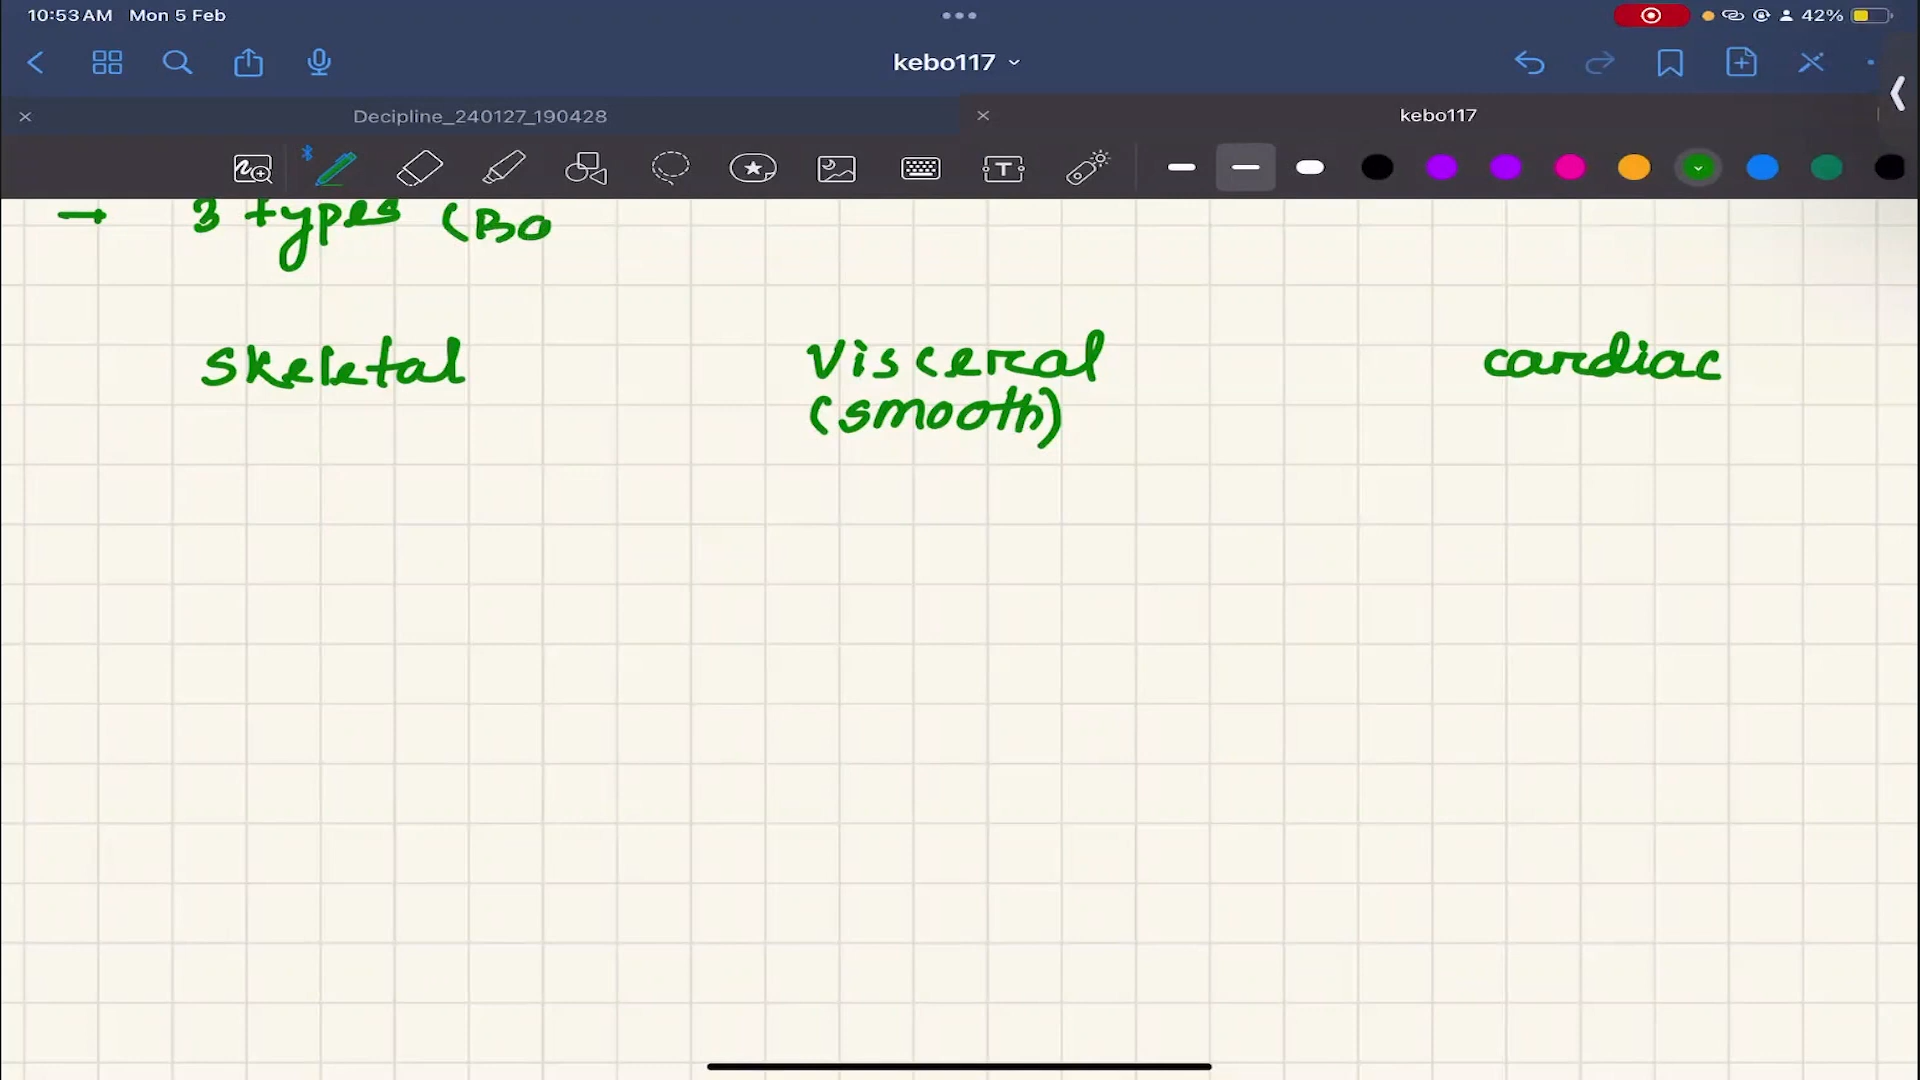 10:53 AM Mon 5 Feb
42%
kebo117
Decipline_240127_190428
kebo117
T
→ 3 types (Bo
Skeletal
Visceral
cardiac
(smooth)